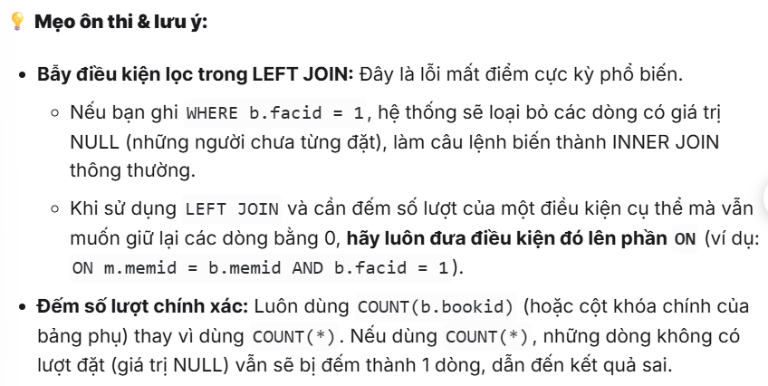 💡 Mẹo ôn thi & lưu ý:
• Bẫy điều kiện lọc trong LEFT JOIN: Đây là lỗi mất điểm cực kỳ phổ biến.
◦ Nếu bạn ghi WHERE b.facid = 1, hệ thống sẽ loại bỏ các dòng có giá trị
NULL (những người chưa từng đặt), làm câu lệnh biến thành INNER JOIN
thông thường.
◦ Khi sử dụng LEFT JOIN và cần đếm số lượt của một điều kiện cụ thể mà vẫn
muốn giữ lại các dòng bằng 0, hãy luôn đưa điều kiện đó lên phần ON (ví dụ:
ON m.memid = b.memid AND b.facid = 1).
• Đếm số lượt chính xác: Luôn dùng COUNT(b.bookid) (hoặc cột khóa chính của
bảng phụ) thay vì dùng COUNT(*). Nếu dùng COUNT(*), những dòng không có
lượt đặt (giá trị NULL) vẫn sẽ bị đếm thành 1 dòng, dẫn đến kết quả sai.